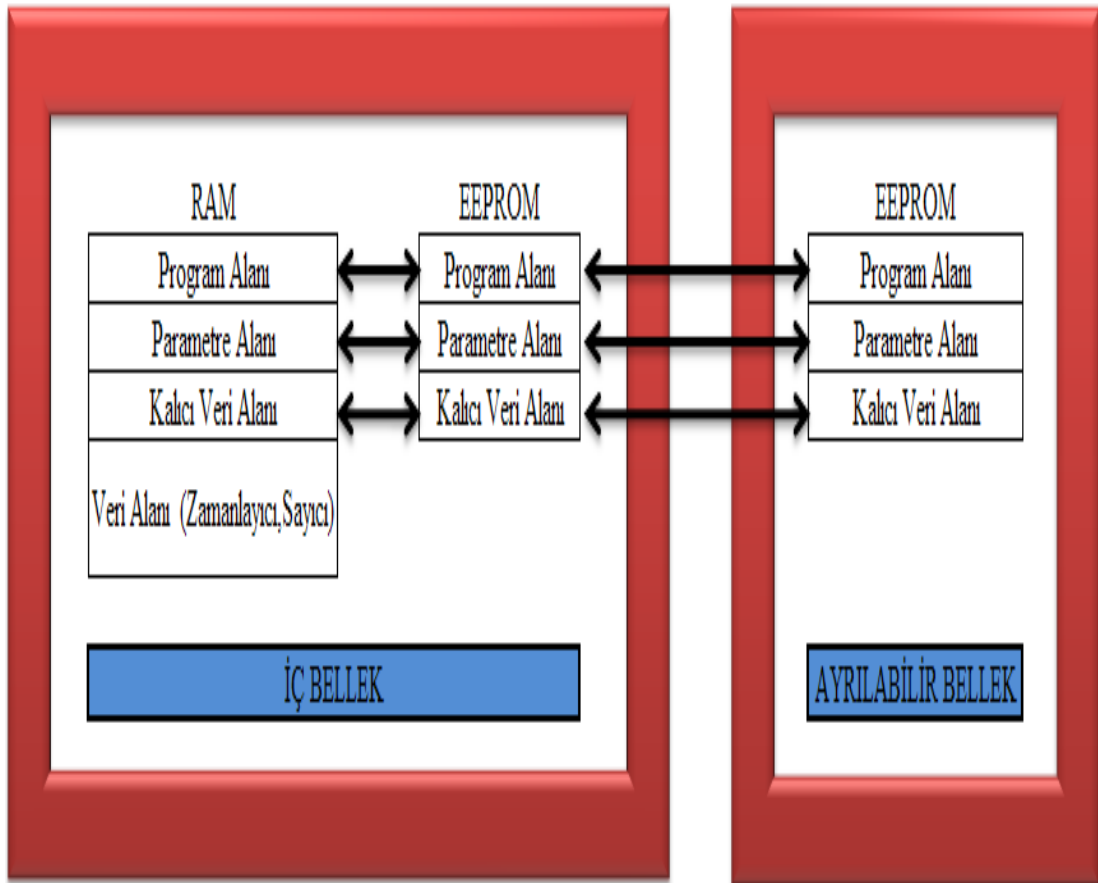 RAM
Program Alanı
Parametre Alanı
Kalıcı Veri Alanı
Veri Alanı (Zamanlayıcı,Sayıcı)
EEPROM
Program Alanı
Parametre Alanı
Kalıcı Veri Alanı
İÇ BELLEK
EEPROM
Program Alanı
Parametre Alanı
Kalıcı Veri Alanı
AYRILABİLİR BELLEK